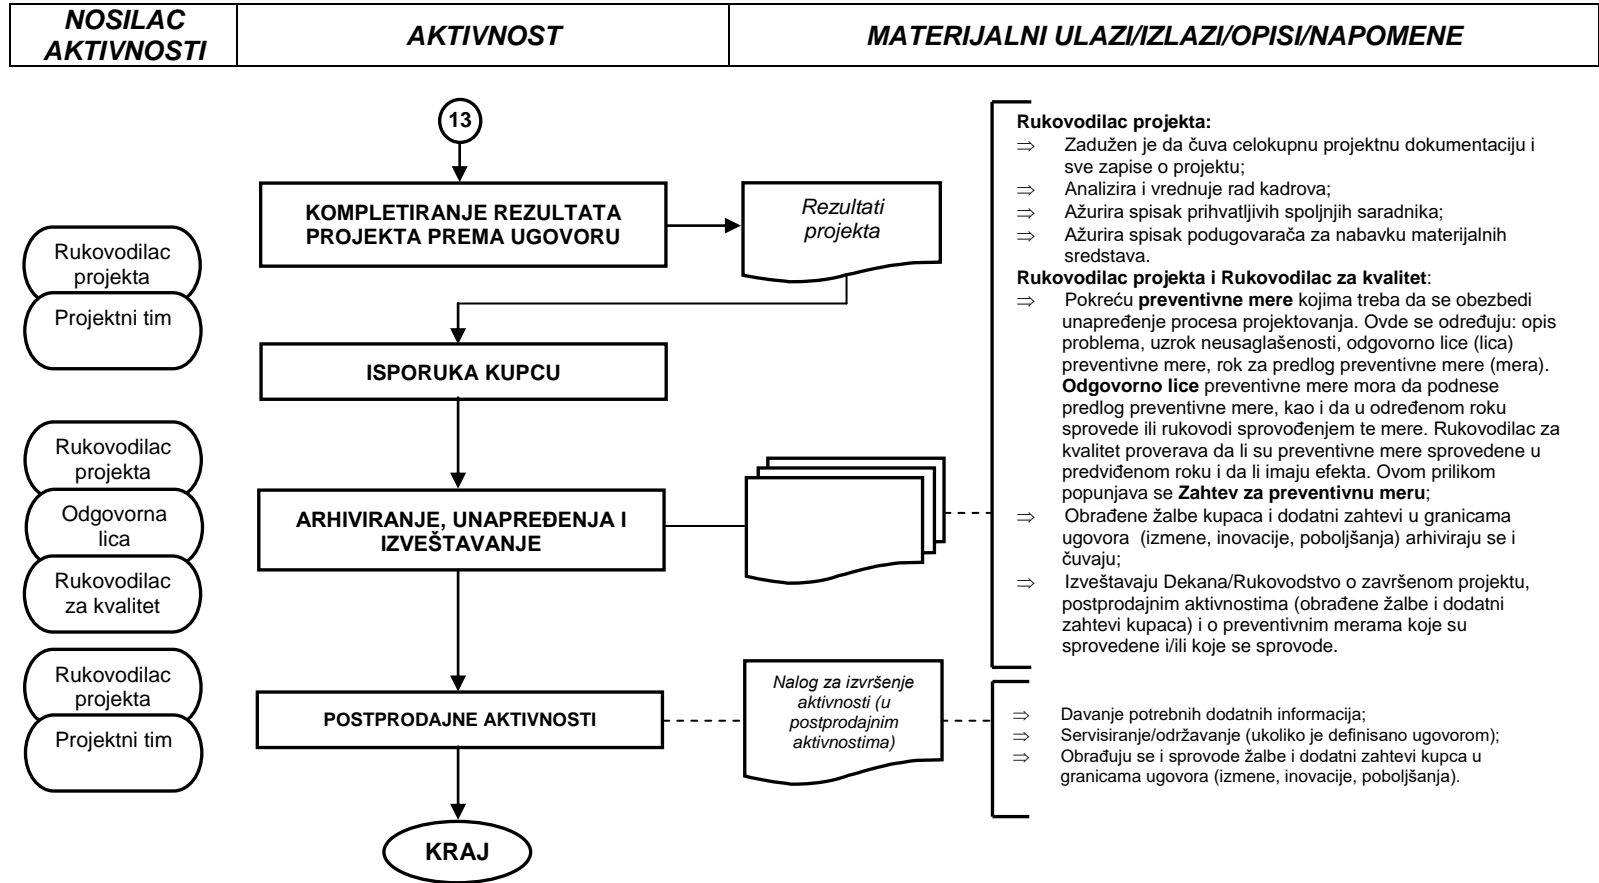 NOSILAC
AKTIVNOSTI
AKTIVNOST
MATERIJALNI ULAZI/IZLAZI/OPISI/NAPOMENE
13
KOMPLETIRANJE REZULTATA
PROJEKTA PREMA UGOVORU
Rezultati
projekta
Rukovodilac
projekta
Projektni tim
ISPORUKA KUPCU
Rukovodilac
projekta
Odgovorna
lica
Rukovodilac
za kvalitet
ARHIVIRANJE, UNAPREĐENJA I
IZVEŠTAVANJE
Rukovodilac projekta:
⇒ Zadužen je da čuva celokupnu projektnu dokumentaciju i
sve zapise o projektu;
⇒ Analizira i vrednuje rad kadrova;
⇒ Ažurira spisak prihvatljivih spoljnjih saradnika;
⇒ Ažurira spisak podugovarača za nabavku materijalnih
sredstava.
Rukovodilac projekta i Rukovodilac za kvalitet:
⇒ Pokreću preventivne mere kojima treba da se obezbedi
unapređenje procesa projektovanja. Ovde se određuju: opis
problema, uzrok neusaglašenosti, odgovorno lice (lica)
preventivne mere, rok za predlog preventivne mere (mera).
Odgovorno lice preventivne mere mora da podnese
predlog preventivne mere, kao i da u određenom roku
sprovede ili rukovodi sprovođenjem te mere. Rukovodilac za
kvalitet proverava da li su preventivne mere sprovedene u
predviđenom roku i da li imaju efekta. Ovom prilikom
popunjava se Zahtev za preventivnu meru;
⇒ Obrađene žalbe kupaca i dodatni zahtevi u granicama
ugovora (izmene, inovacije, poboljšanja) arhiviraju se i
čuvaju;
⇒ Izveštavaju Dekana/Rukovodstvo o završenom projektu,
postprodajnim aktivnostima (obrađene žalbe i dodatni
zahtevi kupaca) i o preventivnim merama koje su
sprovedene i/ili koje se sprovode.
Rukovodilac
projekta
Projektni tim
POSTPRODAJNE AKTIVNOSTI
Nalog za izvršenje
aktivnosti (u
postprodajnim
aktivnostima)
⇒ Davanje potrebnih dodatnih informacija;
⇒ Servisiranje/održavanje (ukoliko je definisano ugovorom);
⇒ Obrađuju se i sprovode žalbe i dodatni zahtevi kupca u
granicama ugovora (izmene, inovacije, poboljšanja).
KRAJ